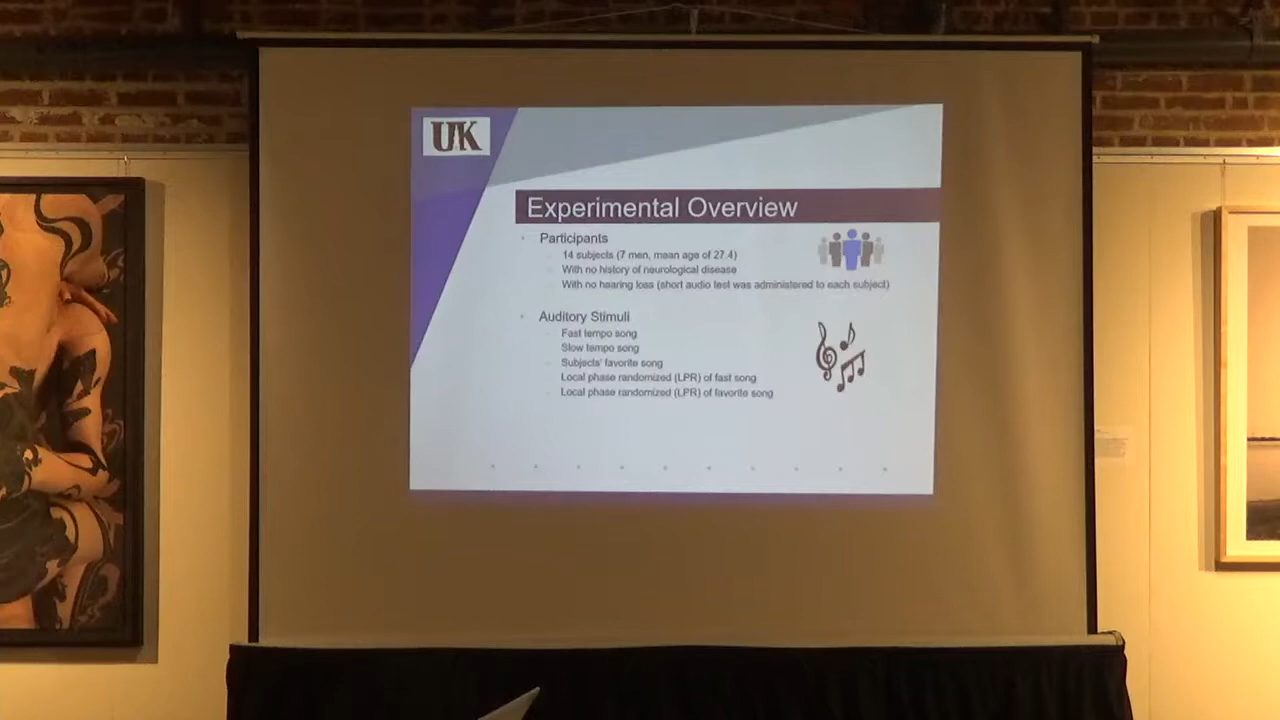 UK
Experimental Overview
Participants
14 subjects (7 men, mean age of 27.4)
With no history of neurological disease
With no hearing loss (short audio test was administered to each subject)
Auditory Stimuli
Fast tempo song
Slow tempo song
Subjects' favorite song
Local phase randomized (LPR) of fast song
Local phase randomized (LPR) of favorite song